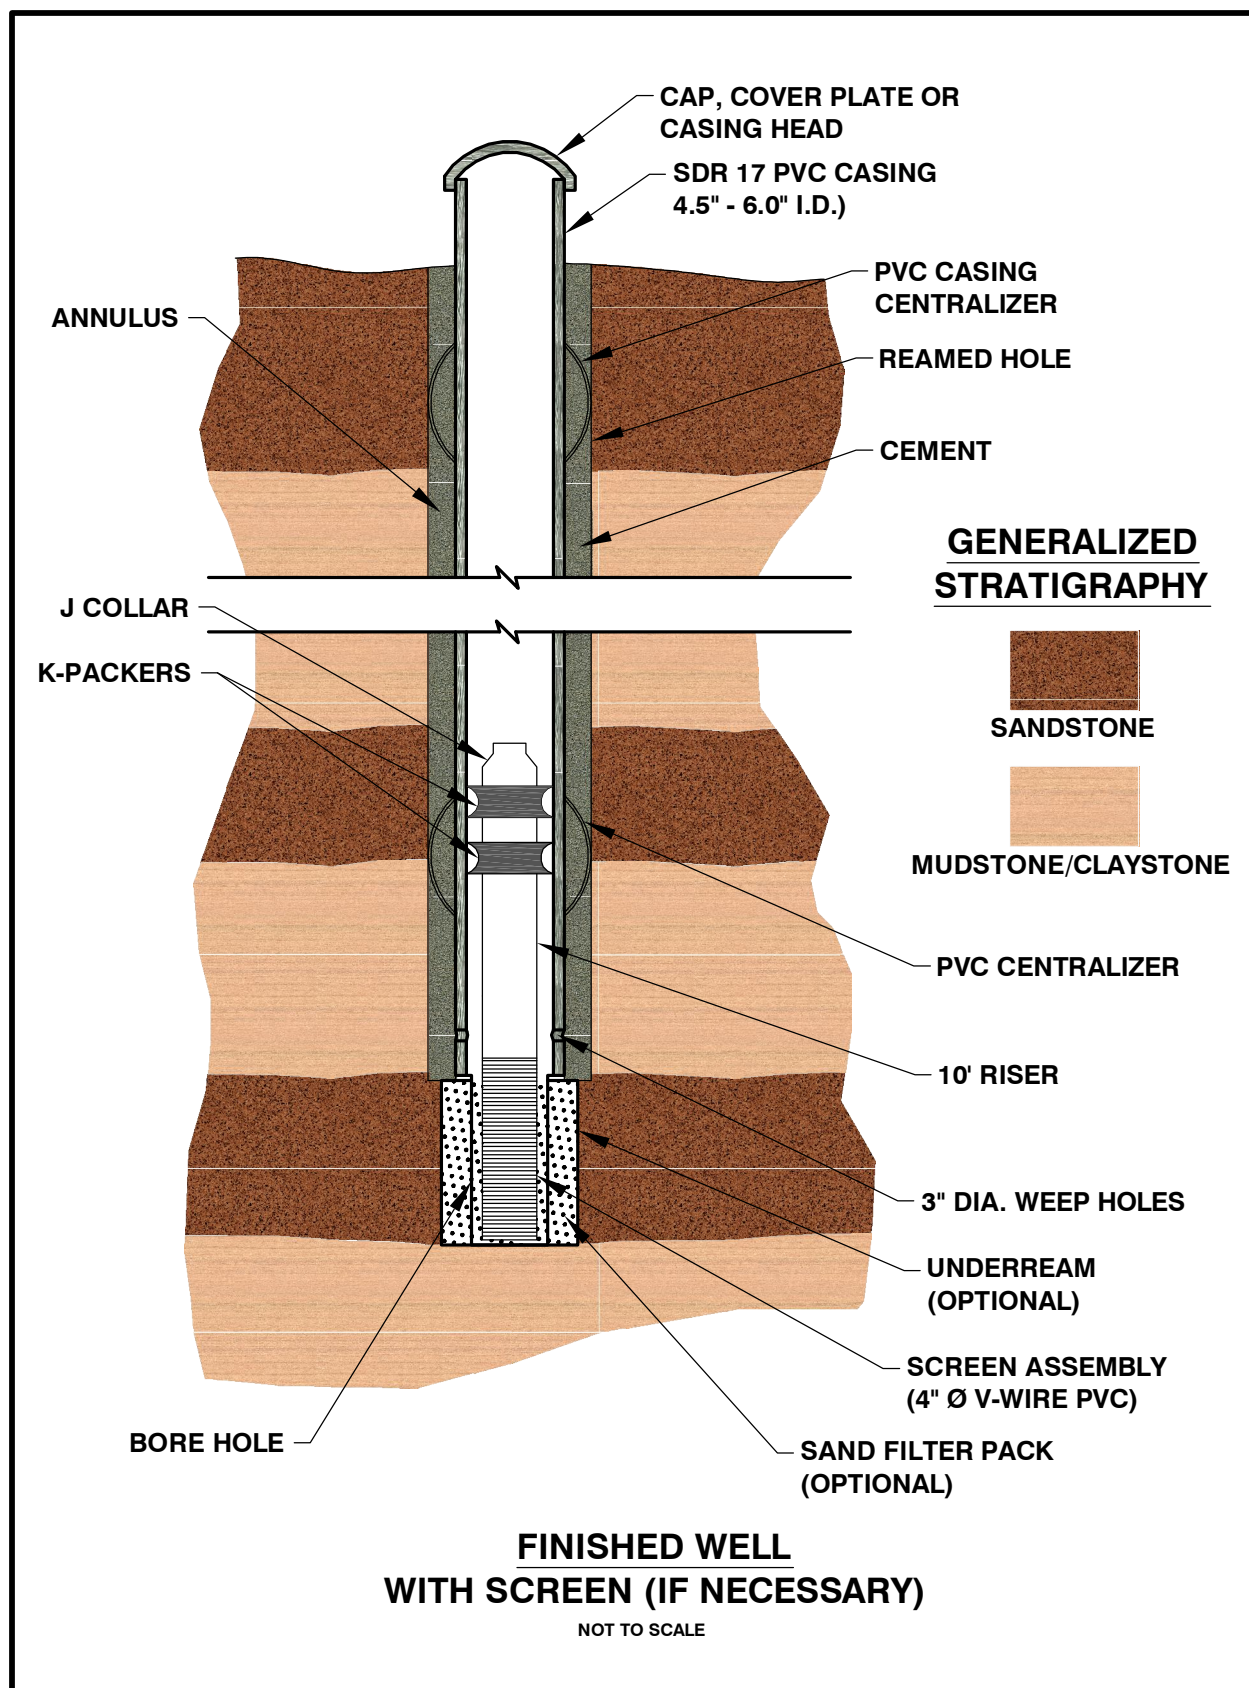 CAP, COVER PLATE OR
CASING HEAD
SDR 17 PVC CASING
4.5" - 6.0" I.D.)
PVC CASING
CENTRALIZER
ANNULUS
REAMED HOLE
CEMENT
GENERALIZED
STRATIGRAPHY
J COLLAR
K-PACKERS
SANDSTONE
MUDSTONE/CLAYSTONE
PVC CENTRALIZER
10' RISER
3" DIA. WEEP HOLES
UNDERREAM
(OPTIONAL)
SCREEN ASSEMBLY
(4" Ø V-WIRE PVC)
BORE HOLE
SAND FILTER PACK
(OPTIONAL)
FINISHED WELL
WITH SCREEN (IF NECESSARY)
NOT TO SCALE